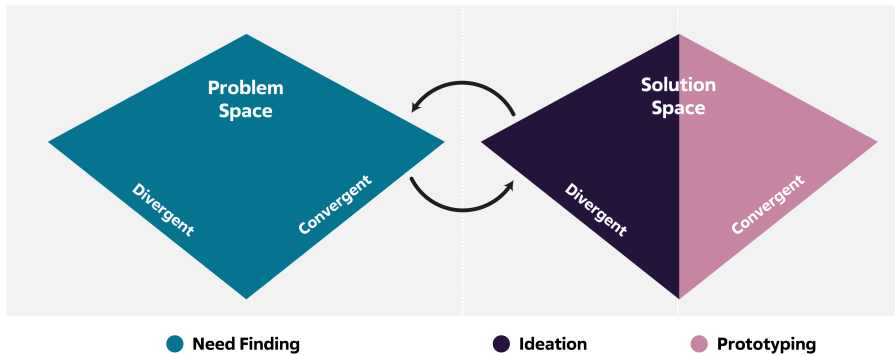 Problem
Space
Divergent
Convergent
Solution
Space
Divergent
Convergent
Need Finding
Ideation
Prototyping